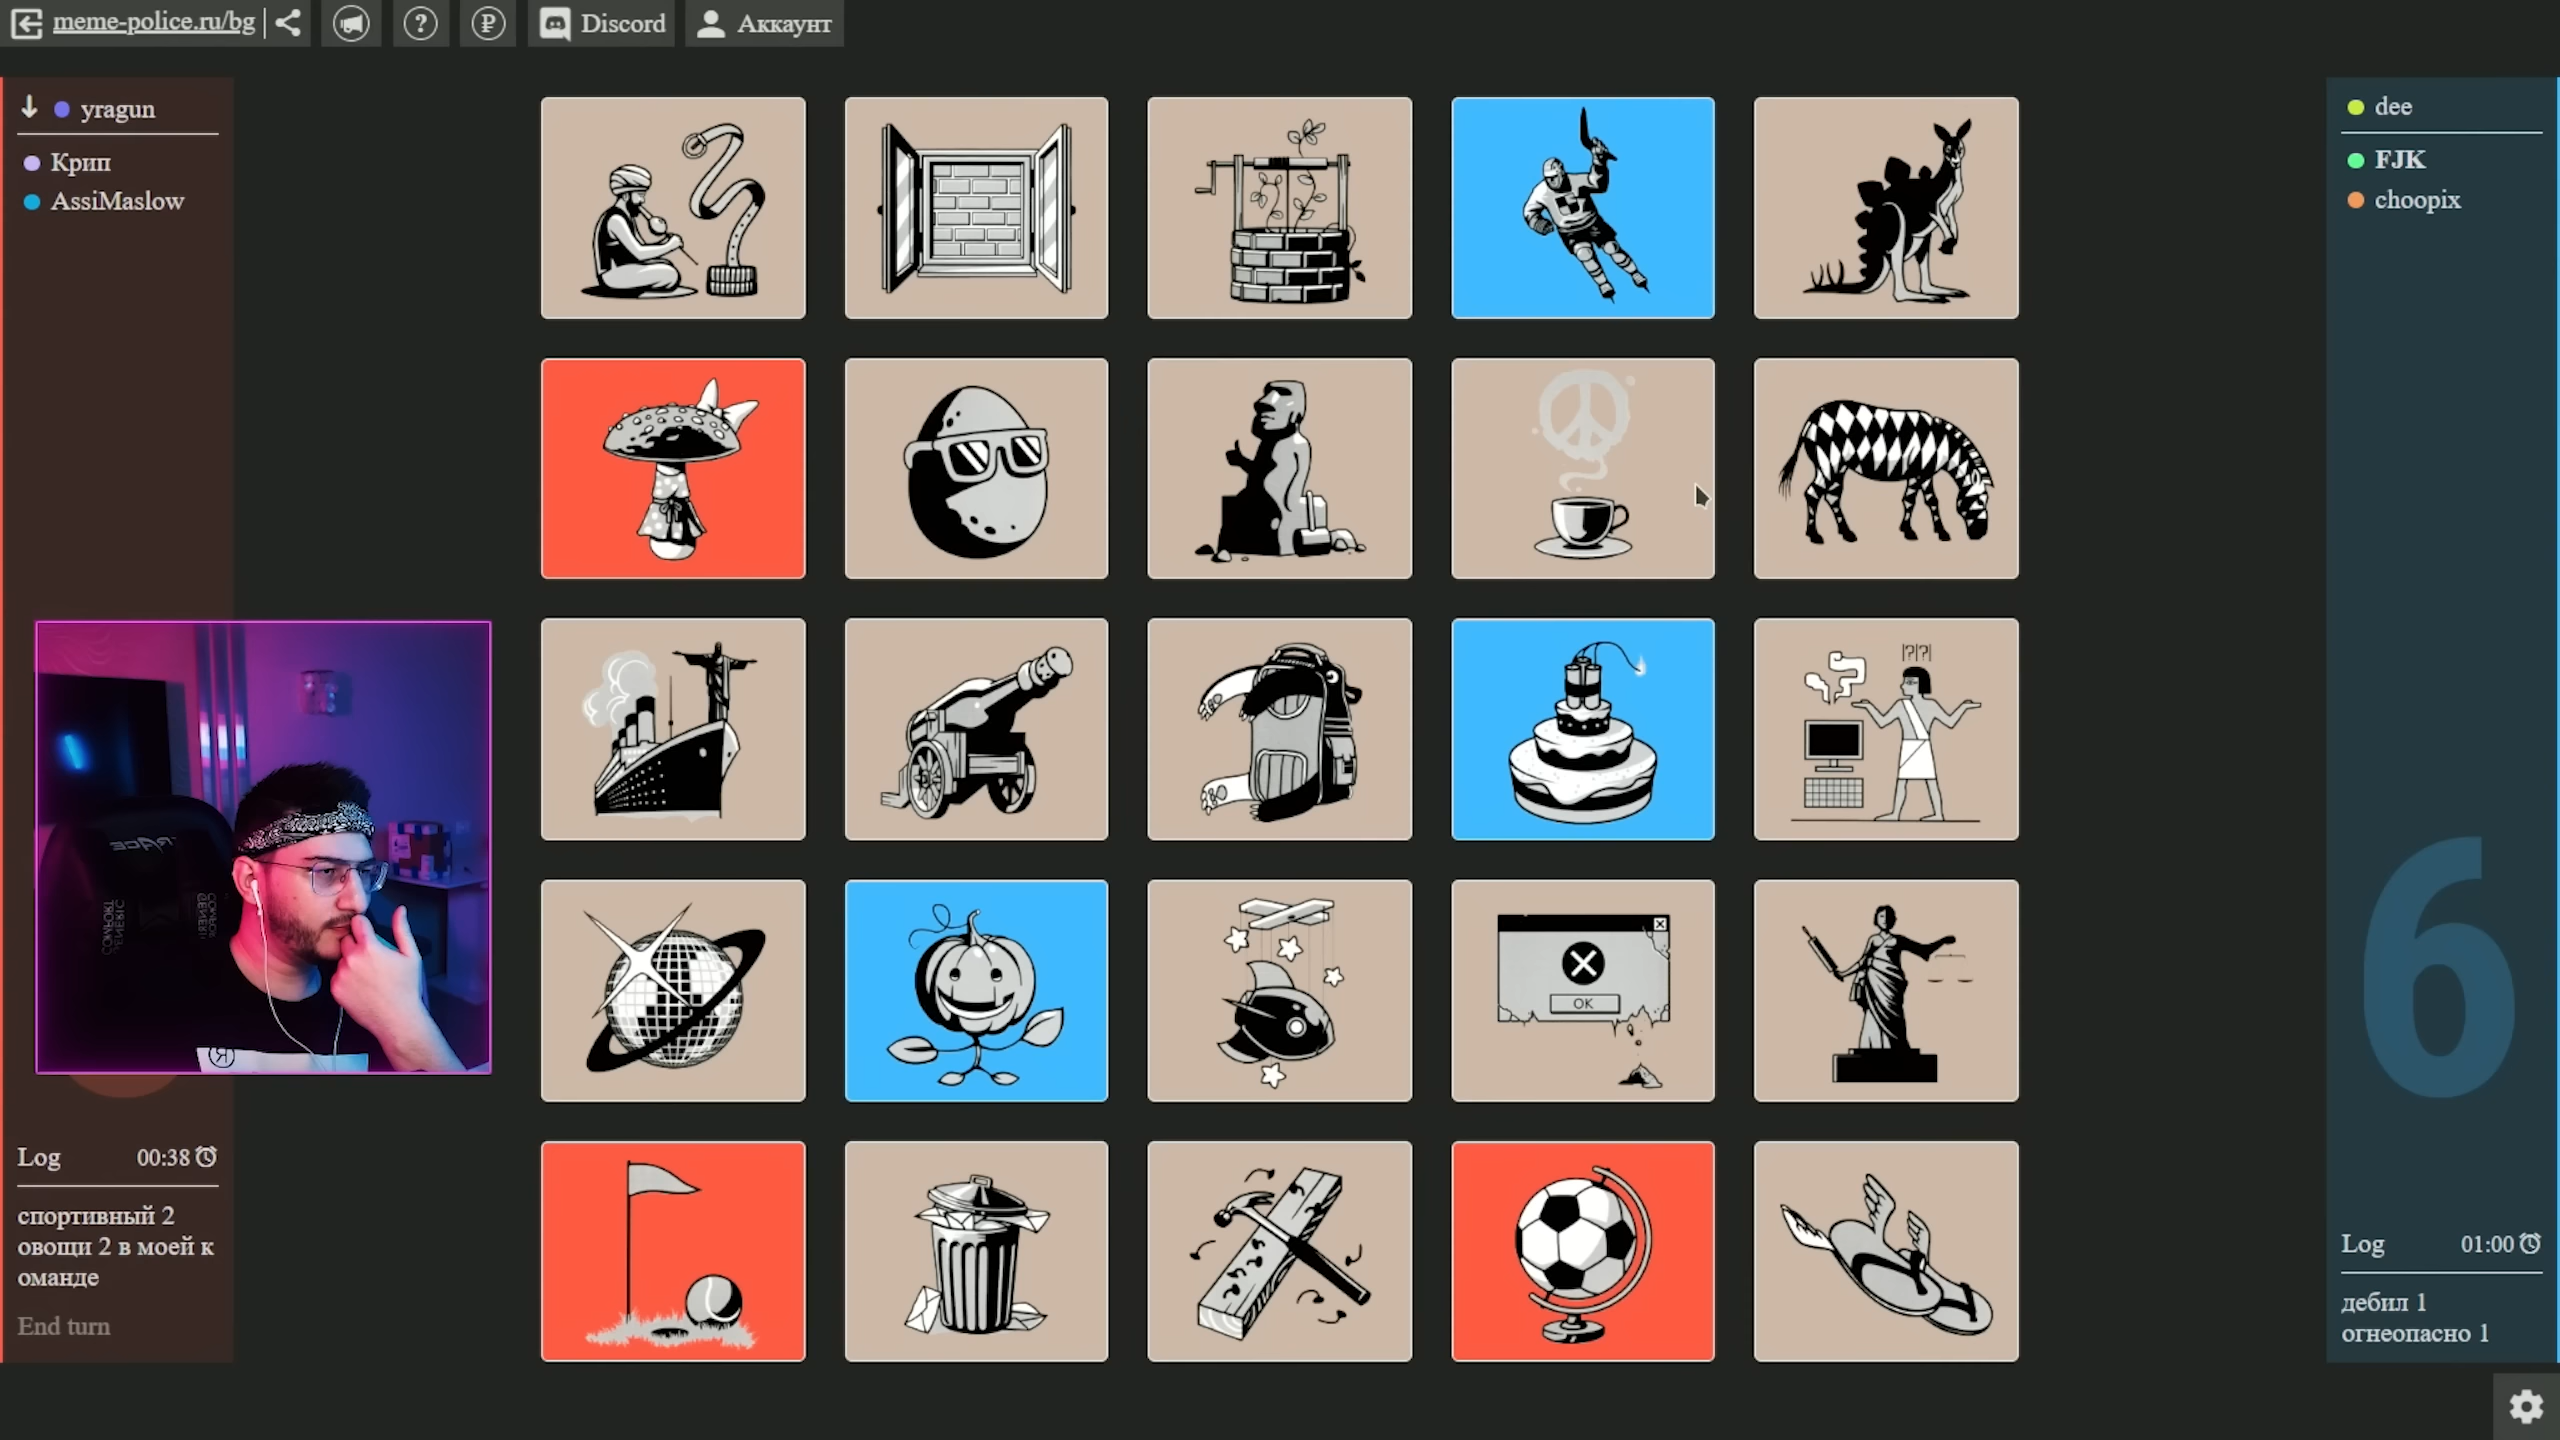 meme-police.ru/bg
Discord
Аккаунт
yragun
Крип
AssiMaslow
dee
FJK
choopix
|?|?|
OK
6
Log 00:38
спортивный 2
овощи 2 в моей к
оманде
End turn
Log 01:00
дебил 1
огнеопасно 1